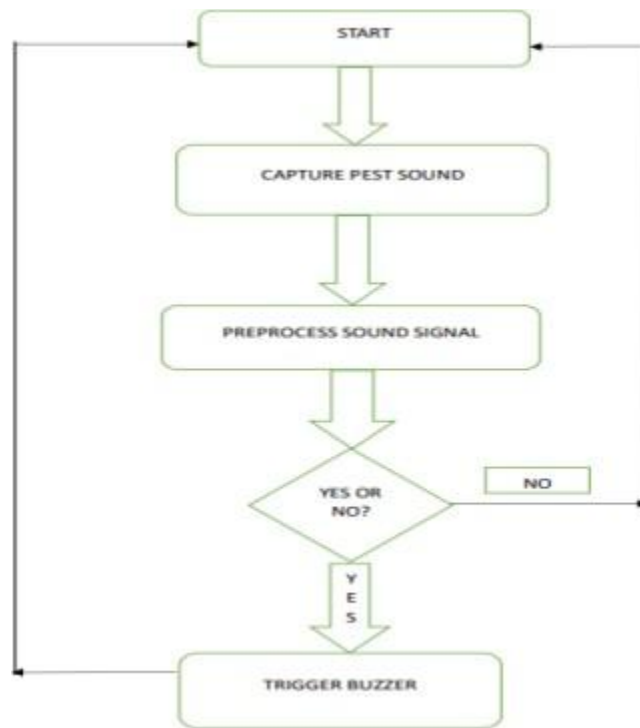 START
CAPTURE PEST SOUND
PREPROCESS SOUND SIGNAL
YES OR
NO?
NO
Y
E
S
TRIGGER BUZZER